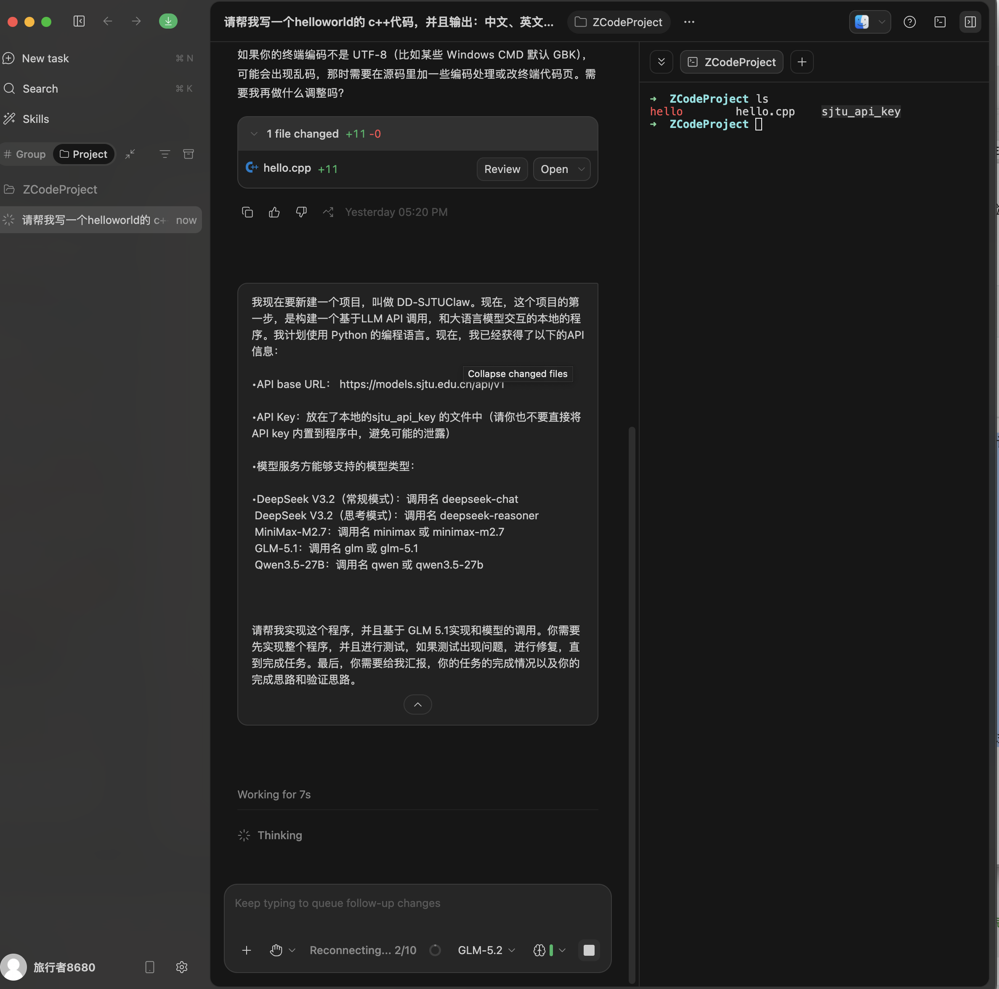 请帮我写一个helloworld的 c++代码，并且输出：中文、英文...
ZCodeProject
New task
⌘ N
Search
⌘ K
Skills
# Group
Project
ZCodeProject
请帮我写一个helloworld的 c+
now
如果你的终端编码不是 UTF-8（比如某些 Windows CMD 默认 GBK），
可能会出现乱码，那时需要在源码里加一些编码处理或改终端代码页。需
要我再做什么调整吗？
1 file changed +11 -0
hello.cpp +11
Review
Open
Yesterday 05:20 PM
我现在要新建一个项目，叫做 DD-SJTUClaw。现在，这个项目的第
一步，是构建一个基于LLM API 调用，和大语言模型交互的本地的程
序。我计划使用 Python 的编程语言。现在，我已经获得了以下的API
信息：
Collapse changed files
•API base URL： https://models.sjtu.edu.cn/api/v1
•API Key：放在了本地的sjtu_api_key 的文件中（请你也不要直接将
API key 内置到程序中，避免可能的泄露）
•模型服务方能够支持的模型类型：
•DeepSeek V3.2（常规模式）：调用名 deepseek-chat
DeepSeek V3.2（思考模式）：调用名 deepseek-reasoner
MiniMax-M2.7：调用名 minimax 或 minimax-m2.7
GLM-5.1：调用名 glm 或 glm-5.1
Qwen3.5-27B：调用名 qwen 或 qwen3.5-27b
请帮我实现这个程序，并且基于 GLM 5.1实现和模型的调用。你需要
先实现整个程序，并且进行测试，如果测试出现问题，进行修复，直
到完成任务。最后，你需要给我汇报，你的任务的完成情况以及你的
完成思路和验证思路。
Working for 7s
Thinking
Keep typing to queue follow-up changes
Reconnecting... 2/10
GLM-5.2
旅行者8680
ZCodeProject
➜ ZCodeProject ls
hello hello.cpp sjtu_api_key
➜ ZCodeProject